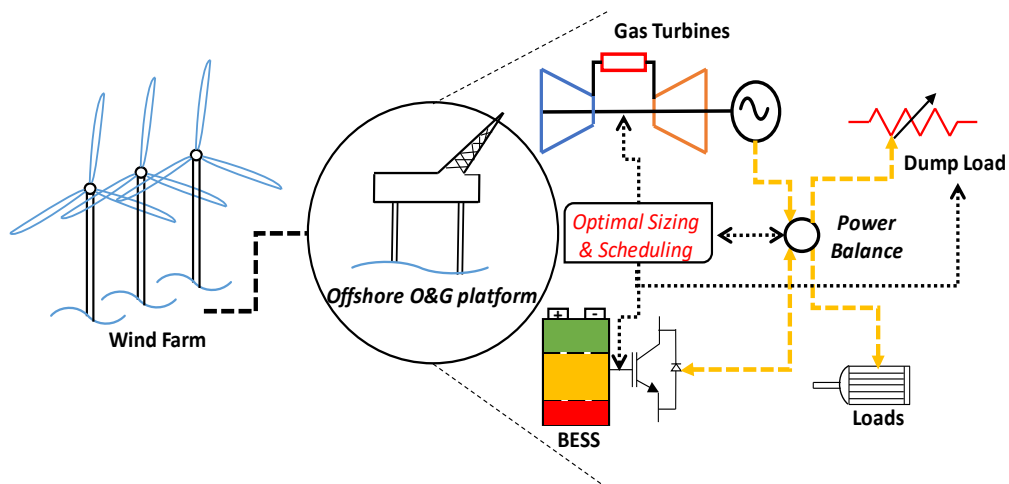 Gas Turbines
Dump Load
Optimal Sizing
& Scheduling
Power
Balance
Offshore O&G platform
Wind Farm
+ -
BESS
Loads